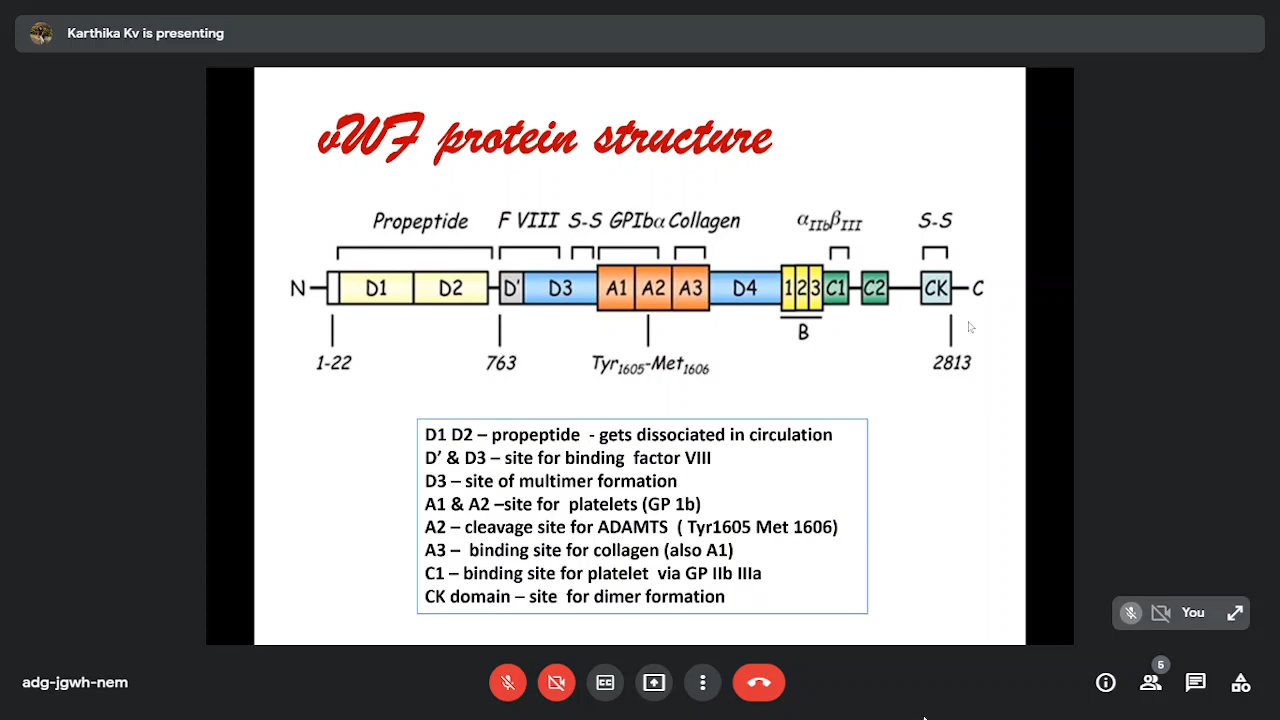 Karthika Kv is presenting
vWF protein structure
Propeptide F VIII S-S GPIbα Collagen αIIbβIII S-S
N D1 D2 D' D3 A1 A2 A3 D4 1 2 3 C1 C2 CK C
B
1-22 763 Tyr1605-Met1606 2813
D1 D2 – propeptide - gets dissociated in circulation
D’ & D3 – site for binding factor VIII
D3 – site of multimer formation
A1 & A2 –site for platelets (GP 1b)
A2 – cleavage site for ADAMTS ( Tyr1605 Met 1606)
A3 – binding site for collagen (also A1)
C1 – binding site for platelet via GP IIb IIIa
CK domain – site for dimer formation
You
adg-jgwh-nem
CC
5